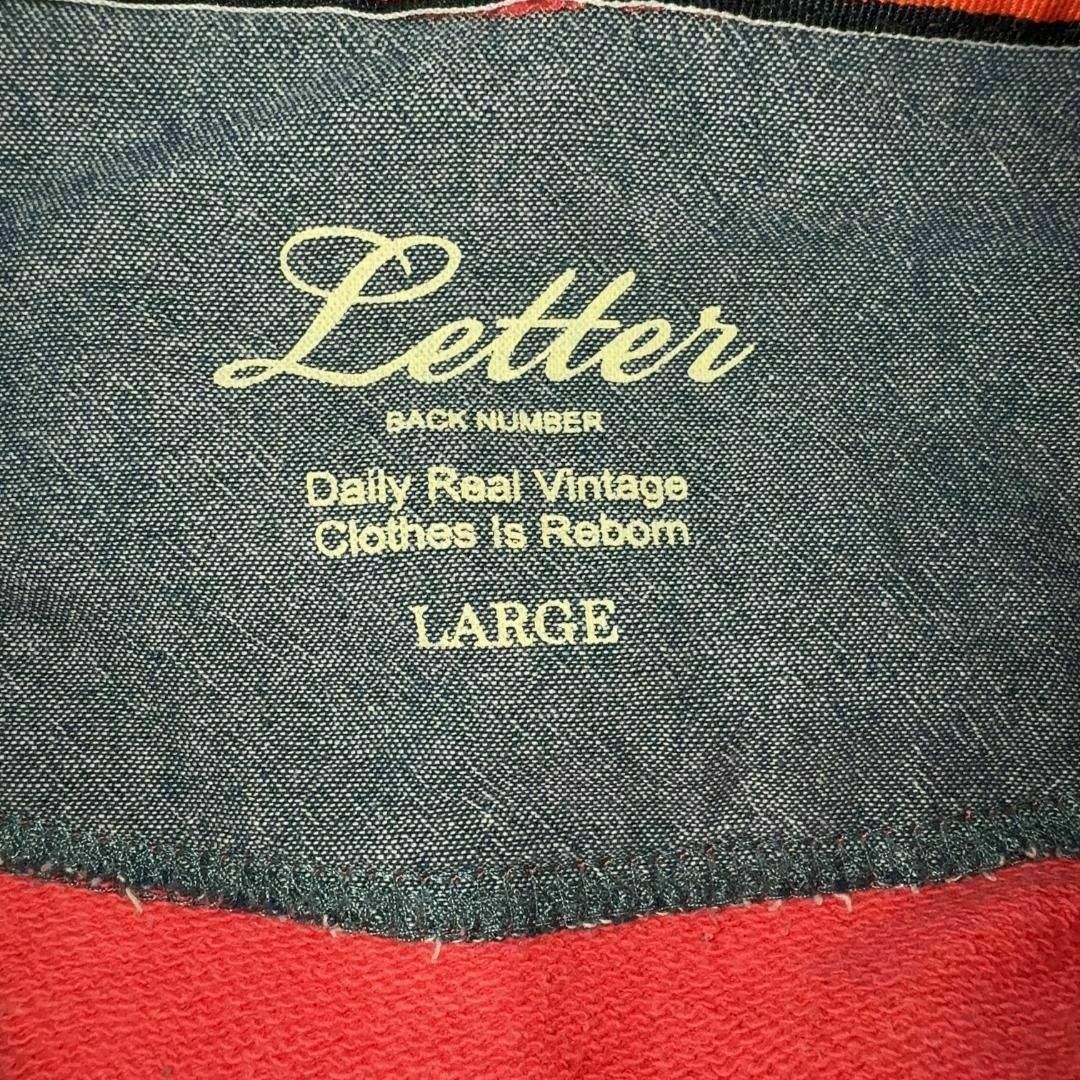 Letter
BACK NUMBER
Daily Real Vintage
Clothes Is Reborn
LARGE